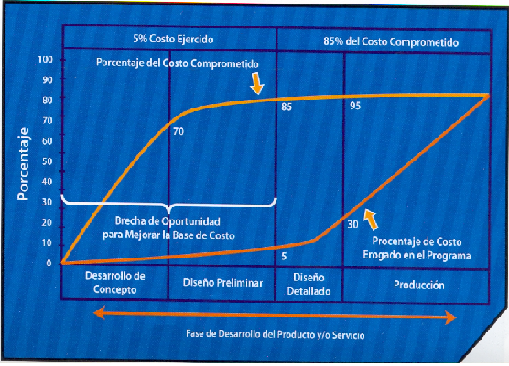 5% Costo Ejercido
85% del Costo Comprometido
Porcentaje del Costo Comprometido
100
90
80
70
60
50
40
30
20
10
0
Porcentaje
70
85
95
Brecha de Oportunidad
para Mejorar la Base de Costo
5
30
Procentaje de Costo
Erogado en el Programa
Desarrollo de
Concepto
Diseño Preliminar
Diseño
Detallado
Producción
Fase de Desarrollo del Producto y/o Servicio